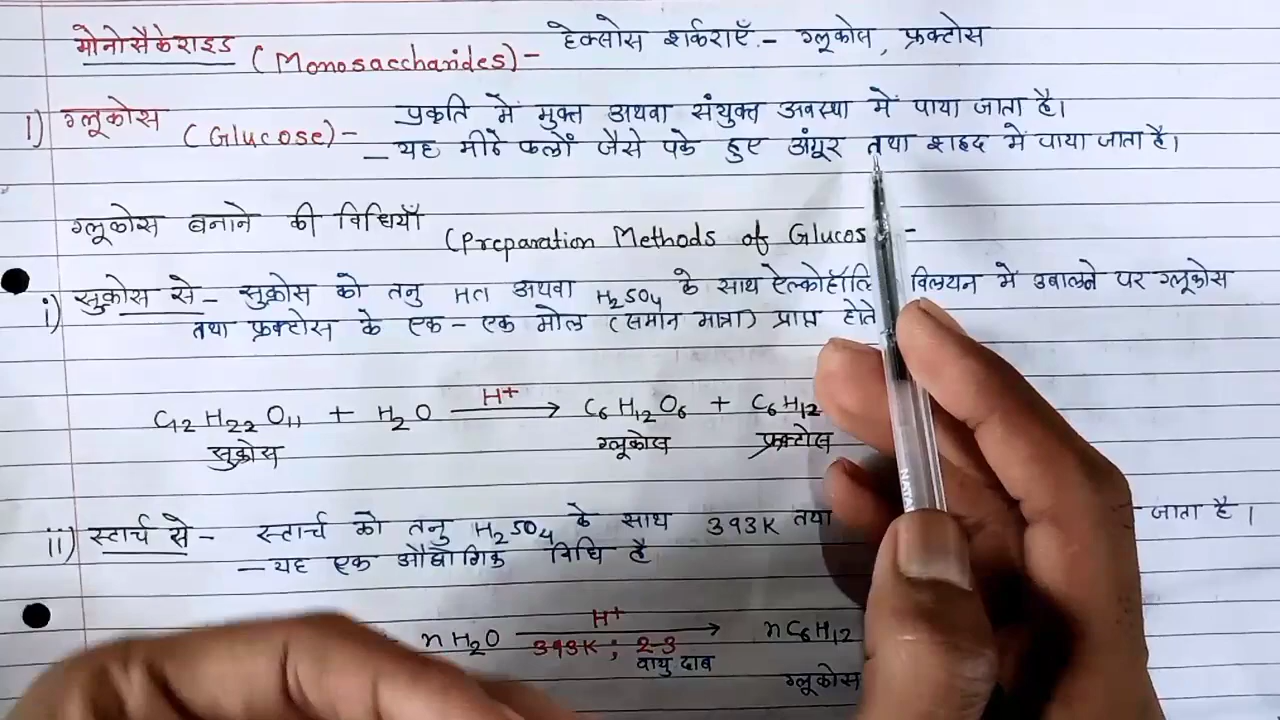 मोनोसैकेराइड (Monosaccharides) - हेक्सोस शर्कराएँ - ग्लूकोस, फ्रक्टोस
1) ग्लूकोस (Glucose) - प्रकृति में मुक्त अथवा संयुक्त अवस्था में पाया जाता है।
- यह मीठे फलों जैसे पके हुए अंगूर तथा शहद में पाया जाता है।
ग्लूकोस बनाने की विधियाँ (Preparation Methods of Glucos -
i) सुक्रोस से - सुक्रोस को तनु HCl अथवा H₂SO₄ के साथ ऐल्कोहॉलि विलयन में उबालने पर ग्लूकोस
तथा फ्रक्टोस के एक - एक मोल (समान मात्रा) प्राप्त होते
C₁₂H₂₂O₁₁ + H₂O —H⁺→ C₆H₁₂O₆ + C₆H₁₂
सुक्रोस ग्लूकोस फ्रक्टोस
ii) स्टार्च से - स्टार्च को तनु H₂SO₄ के साथ 393K तथा जाता है।
- यह एक औद्योगिक विधि है
H⁺
nH₂O → nC₆H₁₂
393K ; 2-3
वायु दाब
ग्लूकोस
NATA